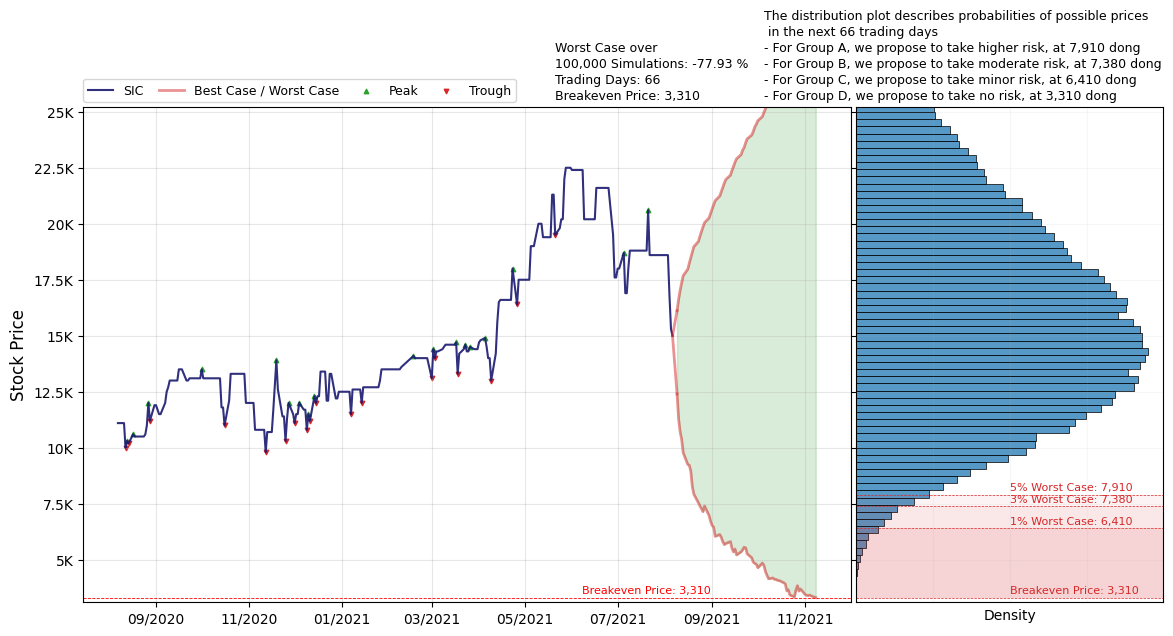 The distribution plot describes probabilities of possible prices
in the next 66 trading days
- For Group A, we propose to take higher risk, at 7,910 dong
- For Group B, we propose to take moderate risk, at 7,380 dong
- For Group C, we propose to take minor risk, at 6,410 dong
- For Group D, we propose to take no risk, at 3,310 dong
Worst Case over
100,000 Simulations: -77.93 %
Trading Days: 66
Breakeven Price: 3,310
SIC
Best Case / Worst Case
Peak
Trough
Stock Price
25K
22.5K
20K
17.5K
15K
12.5K
10K
7.5K
5K
Breakeven Price: 3,310
09/2020
11/2020
01/2021
03/2021
05/2021
07/2021
09/2021
11/2021
5% Worst Case: 7,910
3% Worst Case: 7,380
1% Worst Case: 6,410
Breakeven Price: 3,310
Density